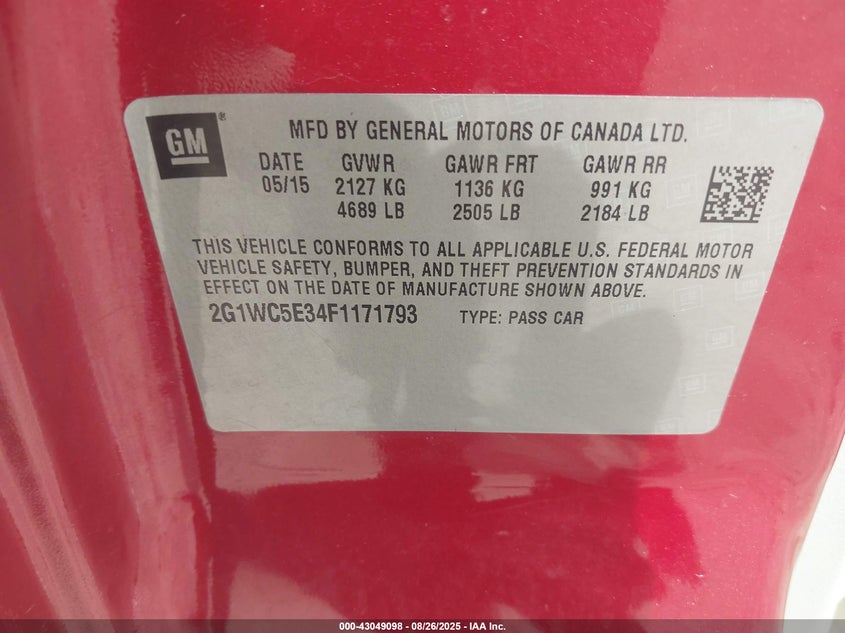 GM®
MFD BY GENERAL MOTORS OF CANADA LTD.
DATE GVWR GAWR FRT GAWR RR
05/15 2127 KG 1136 KG 991 KG
4689 LB 2505 LB 2184 LB
THIS VEHICLE CONFORMS TO ALL APPLICABLE U.S. FEDERAL MOTOR
VEHICLE SAFETY, BUMPER, AND THEFT PREVENTION STANDARDS IN
EFFECT ON THE DATE OF MANUFACTURE SHOWN ABOVE.
2G1WC5E34F1171793 TYPE: PASS CAR
000-43049098 - 08/26/2025 - IAA Inc.